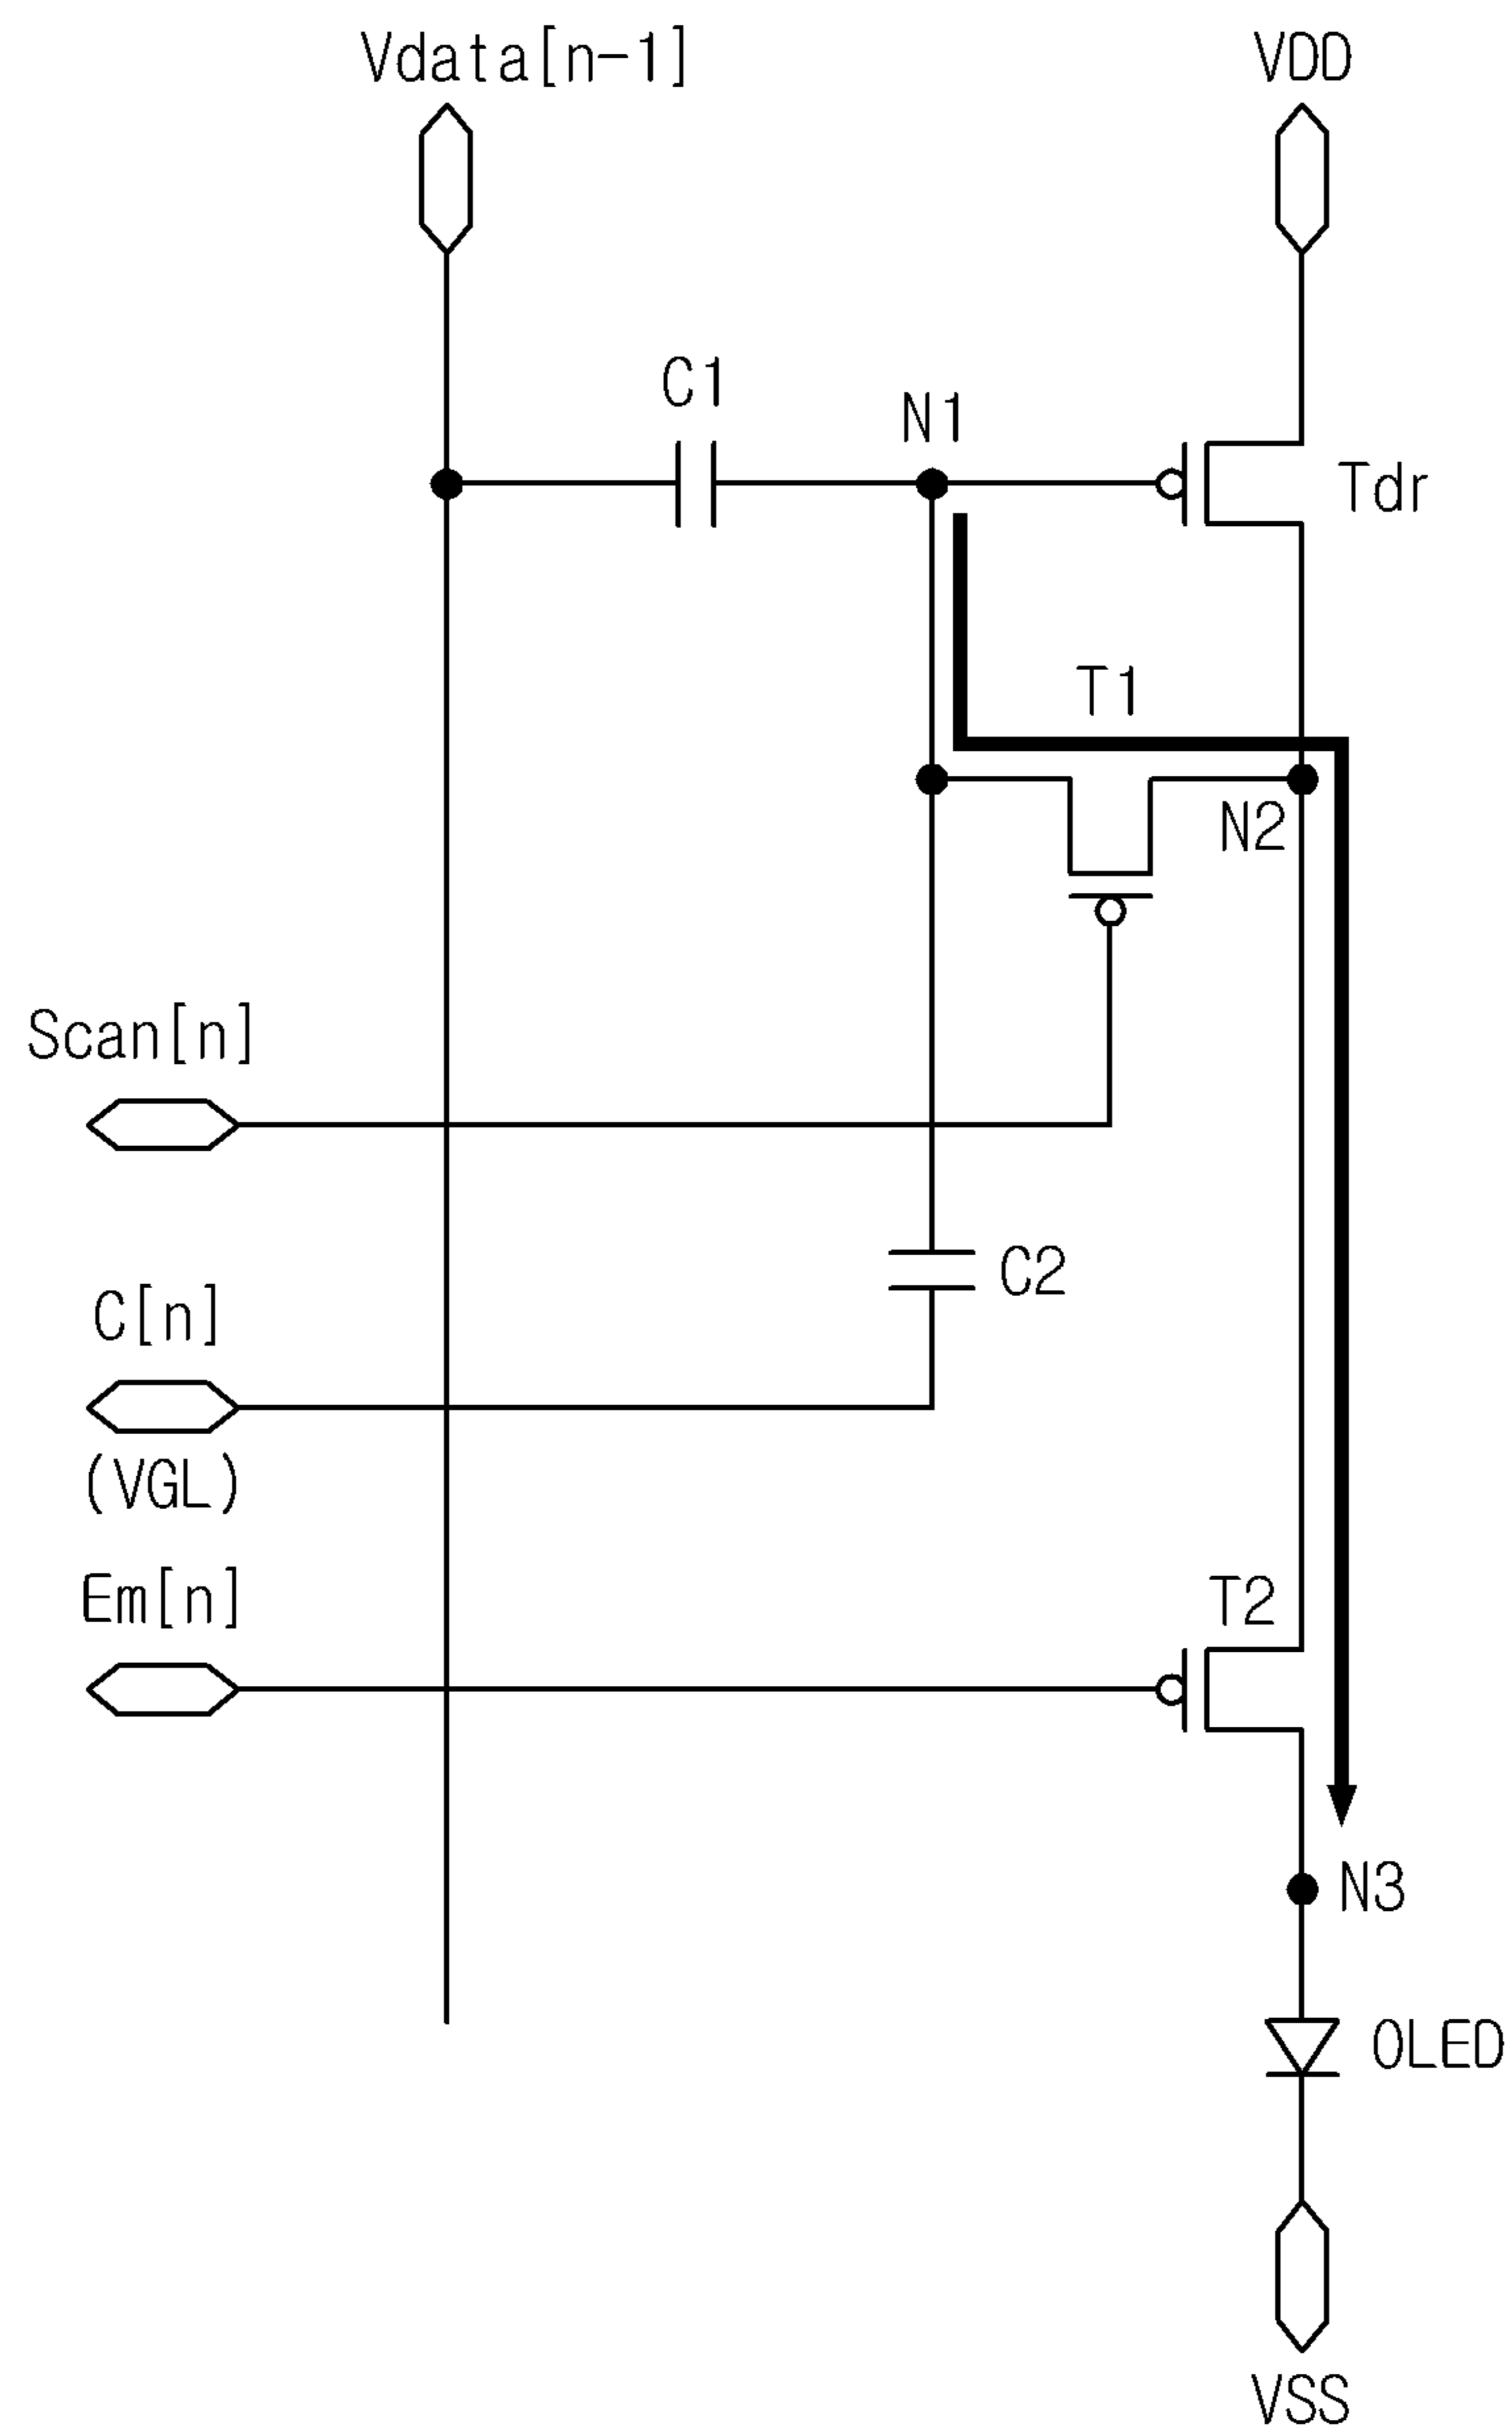 Vdata[n-1]
VDD
C1
N1
Tdr
T1
N2
Scan[n]
C2
C[n]
(VGL)
Em[n]
T2
N3
OLED
VSS